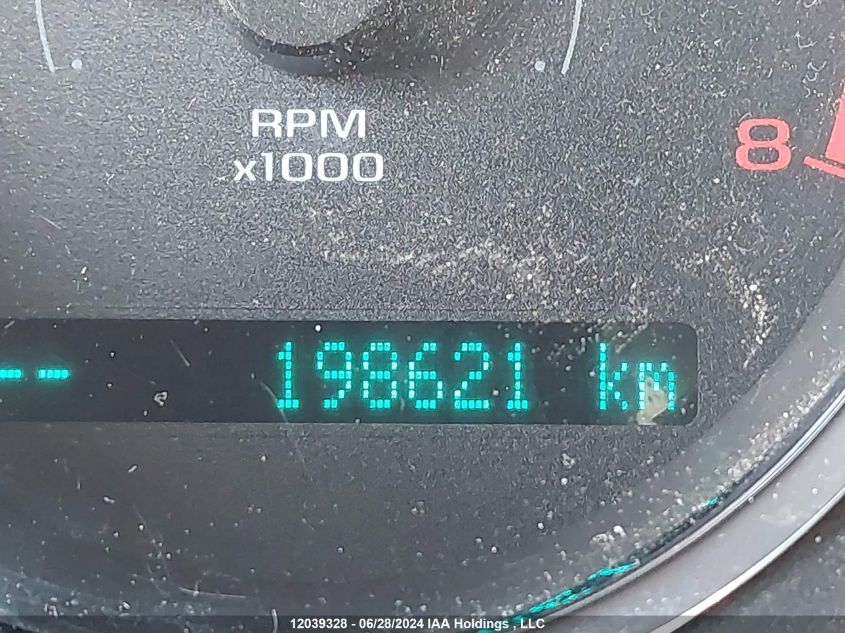 RPM
x1000
8
-- 198621 km
12039328 - 06/28/2024 IAA Holdings , LLC